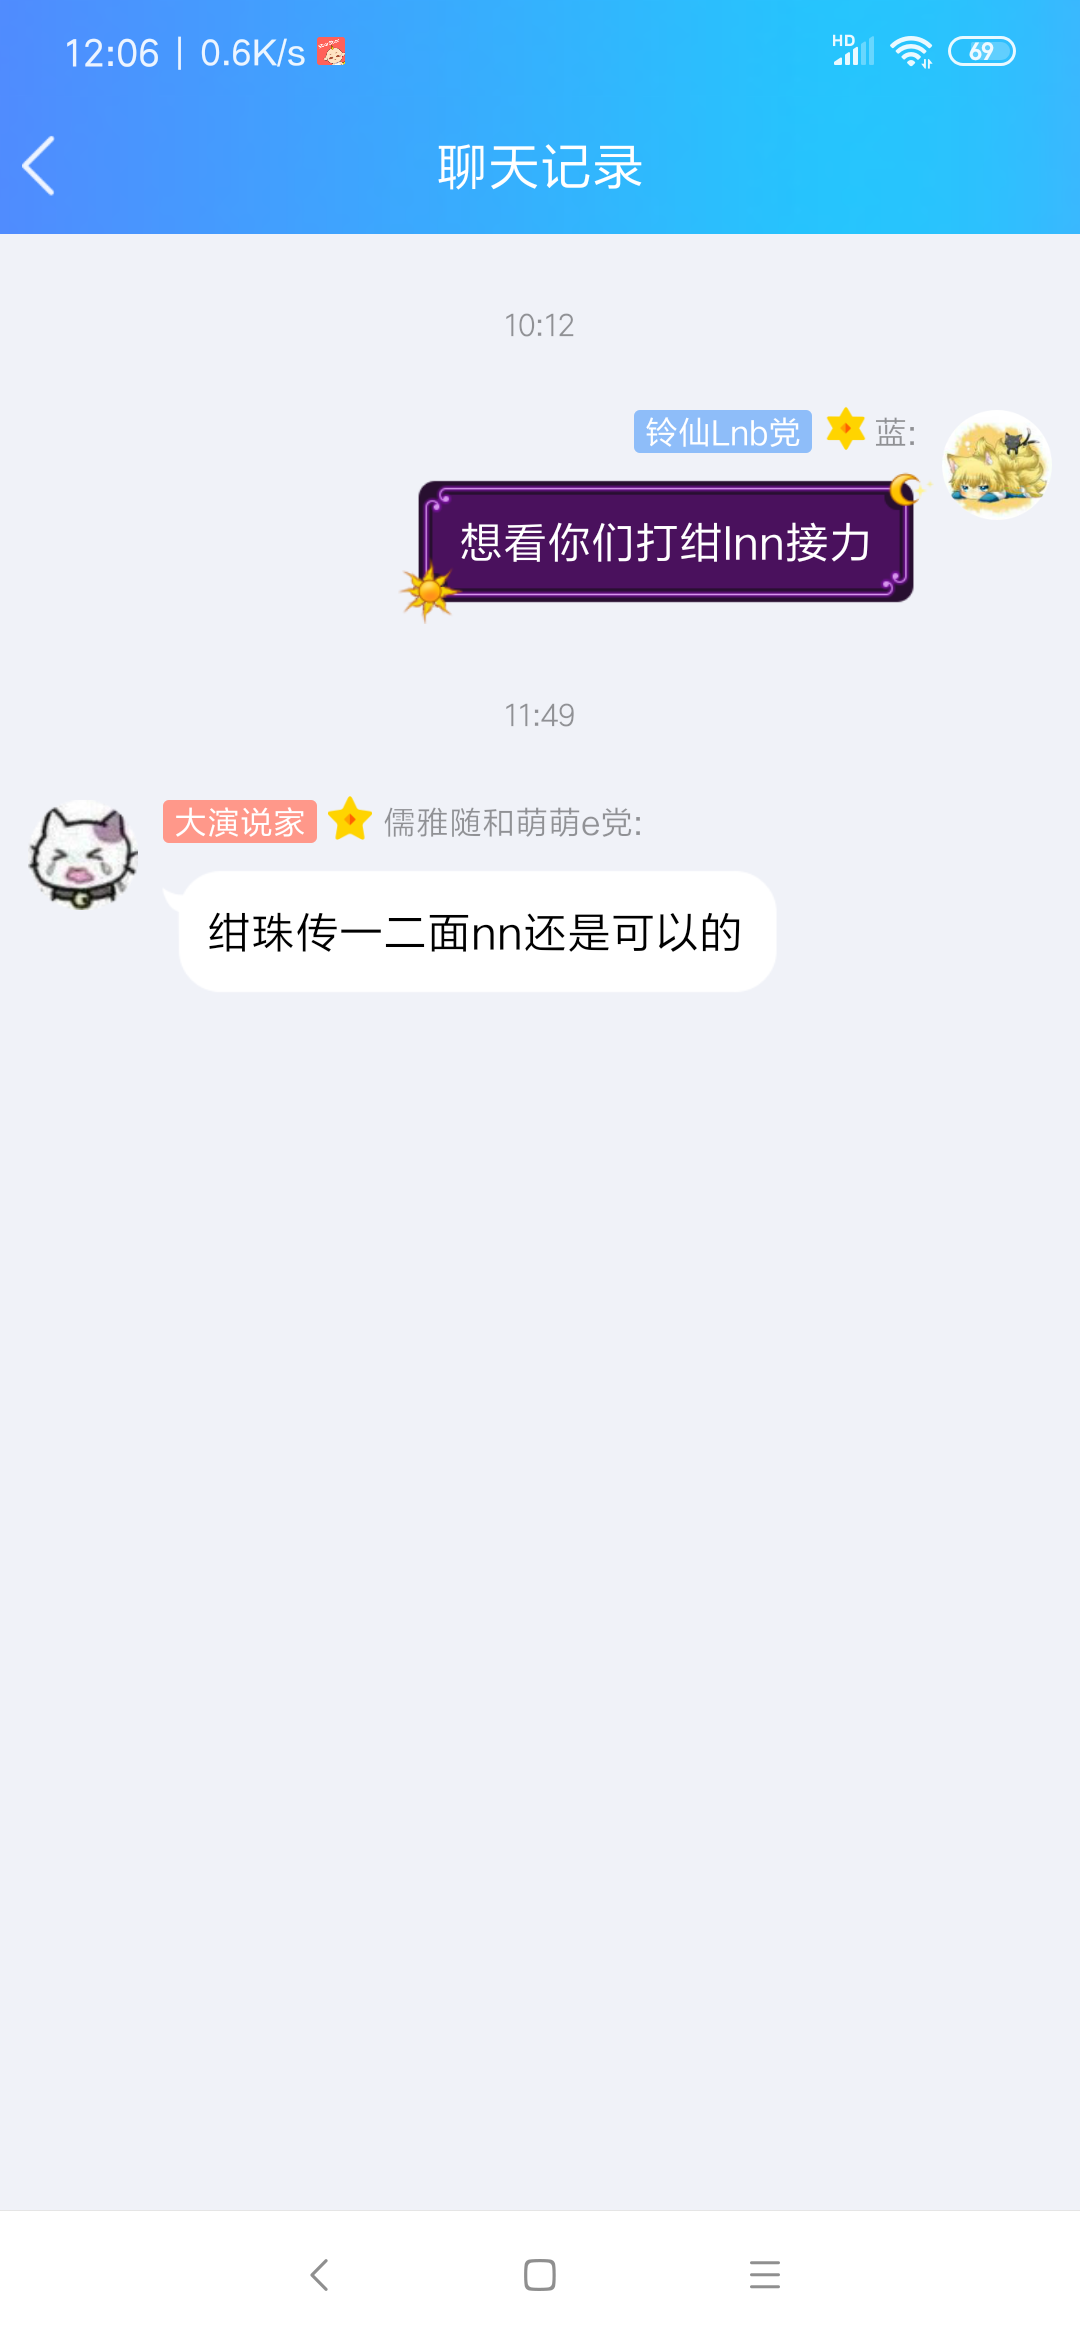 12:06 | 0.6K/s
HD
69
聊天记录
10:12
铃仙Lnb党 蓝:
想看你们打绀lnn接力
11:49
大演说家 儒雅随和萌萌e党:
绀珠传一二面nn还是可以的